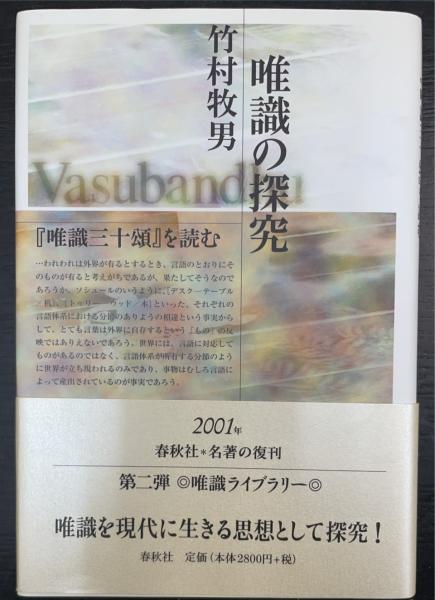 唯識の探究
竹村牧男
Vasubandhu
『唯識三十頌』を読む
…われわれは外界が有るとするとき、言語のとおりにそ
のものが有ると考えがちであるが、果たしてそうなので
あろうか。ソシュールのいうように、[デスク―テーブル
／机]、[トゥリー―ウッド／木]といった、それぞれの
言語体系における分節のありようの相違という事実から
して、とても言葉は外界に自存するという「もの」の反
映ではありえないであろう。世界には、言語に対応して
ものがあるのではなく、言語体系が所有する分節のよう
に世界が立ち現われるのみであり、事物はむしろ言語に
よって産出されているのが事実であろう。
2001年
春秋社*名著の復刊
第二弾 ◎唯識ライブラリー◎
唯識を現代に生きる思想として探究！
春秋社 定価(本体2800円+税)